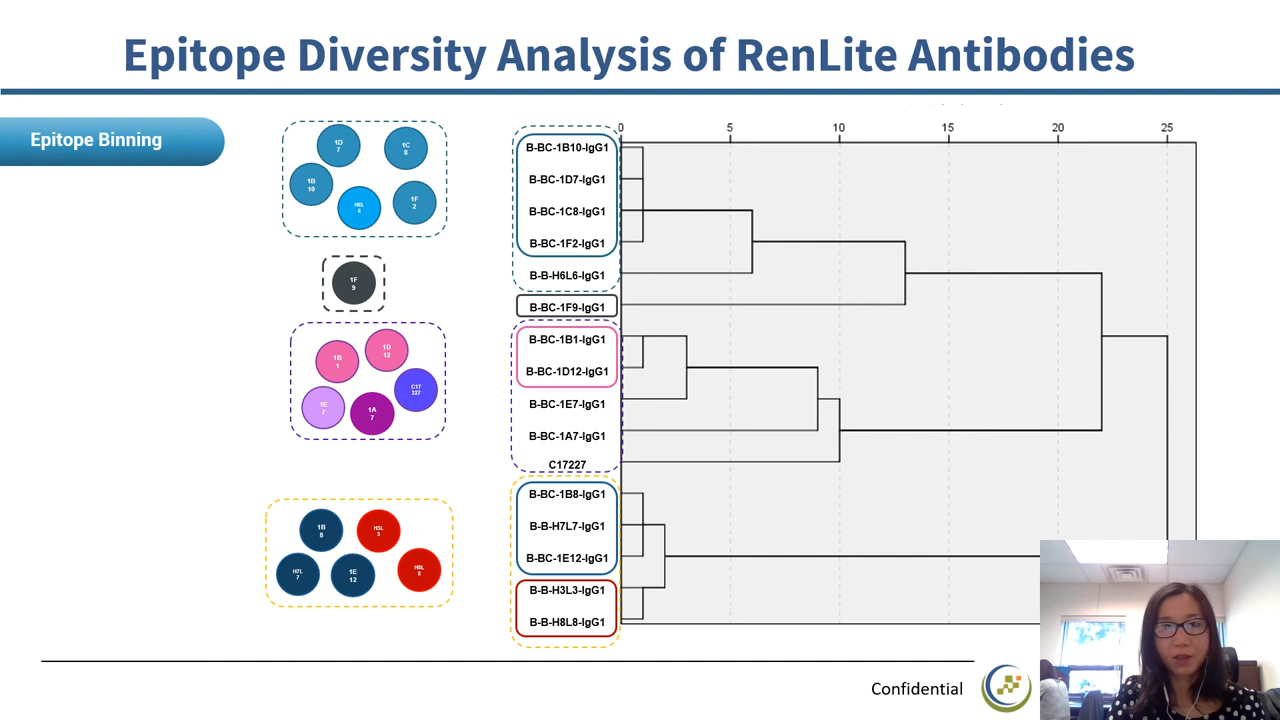 Epitope Diversity Analysis of RenLite Antibodies
Epitope Binning
1D
7
1C
8
1B
10
H6L
6
1F
2
1F
9
1B
1
1D
12
C17
227
1E
7
1A
7
1B
8
H3L
3
H7L
7
1E
12
H8L
8
0 5 10 15 20 25
B-BC-1B10-IgG1
B-BC-1D7-IgG1
B-BC-1C8-IgG1
B-BC-1F2-IgG1
B-B-H6L6-IgG1
B-BC-1F9-IgG1
B-BC-1B1-IgG1
B-BC-1D12-IgG1
B-BC-1E7-IgG1
B-BC-1A7-IgG1
C17227
B-BC-1B8-IgG1
B-B-H7L7-IgG1
B-BC-1E12-IgG1
B-B-H3L3-IgG1
B-B-H8L8-IgG1
Confidential